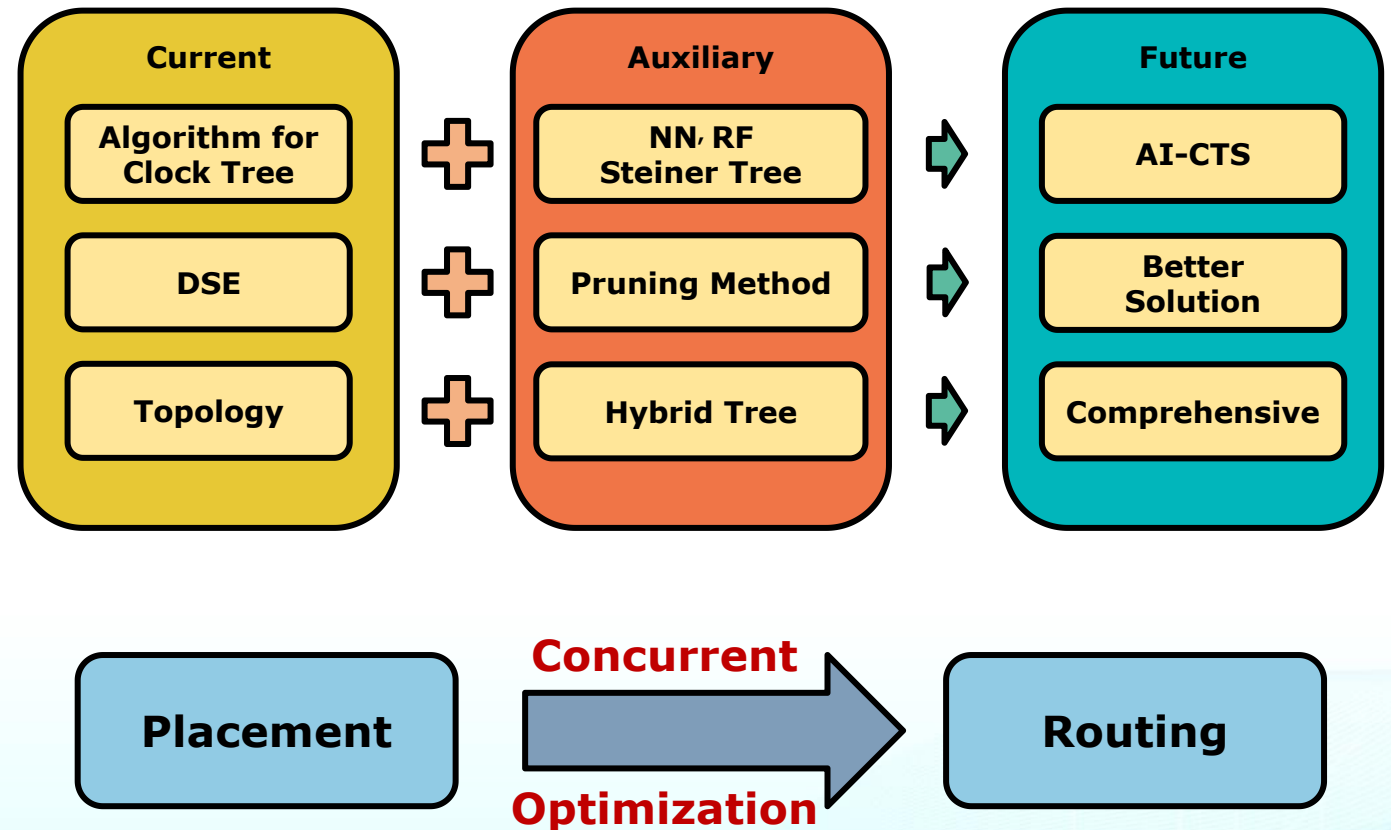 Current
Algorithm for
Clock Tree
DSE
Topology
Auxiliary
NN, RF
Steiner Tree
Pruning Method
Hybrid Tree
Future
AI-CTS
Better
Solution
Comprehensive
Placement
Concurrent
Optimization
Routing